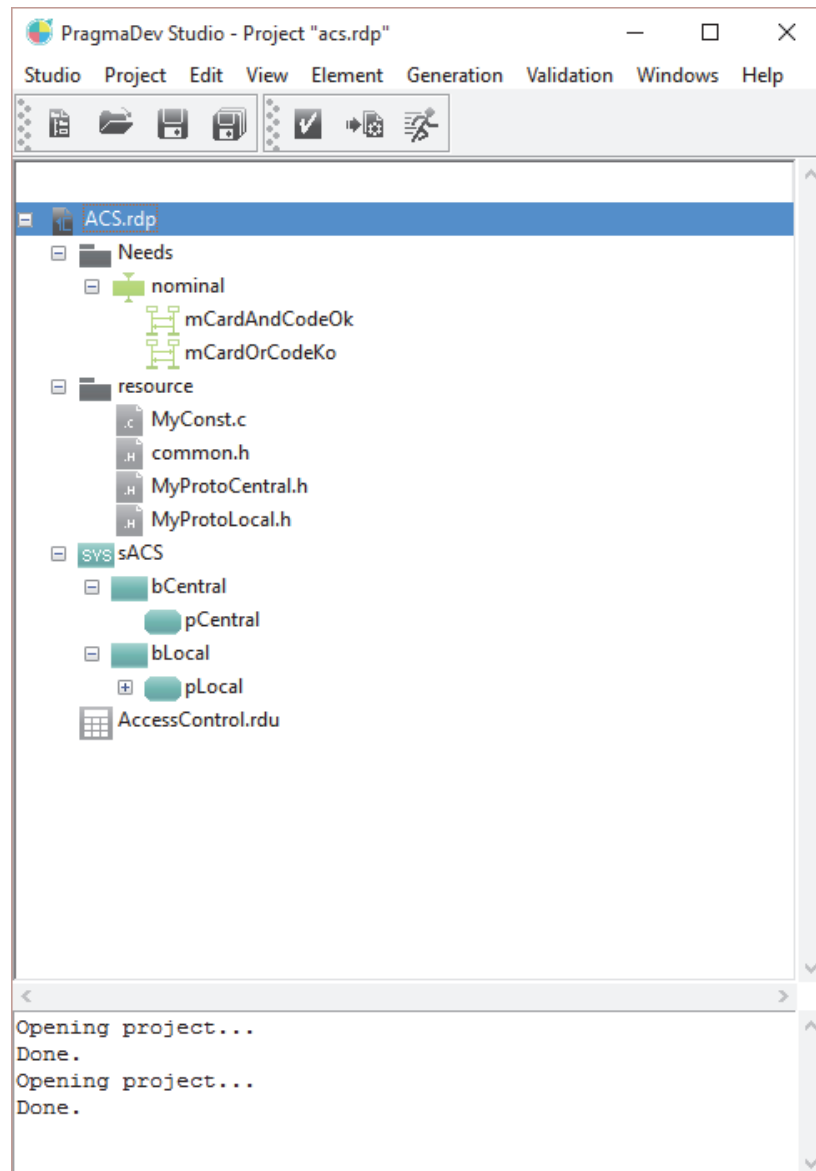 PragmaDev Studio - Project "acs.rdp"
Studio Project Edit View Element Generation Validation Windows Help
ACS.rdp
Needs
nominal
mCardAndCodeOk
mCardOrCodeKo
resource
.c MyConst.c
.H common.h
.H MyProtoCentral.h
.H MyProtoLocal.h
SYS sACS
bCentral
pCentral
bLocal
pLocal
AccessControl.rdu
Opening project...
Done.
Opening project...
Done.